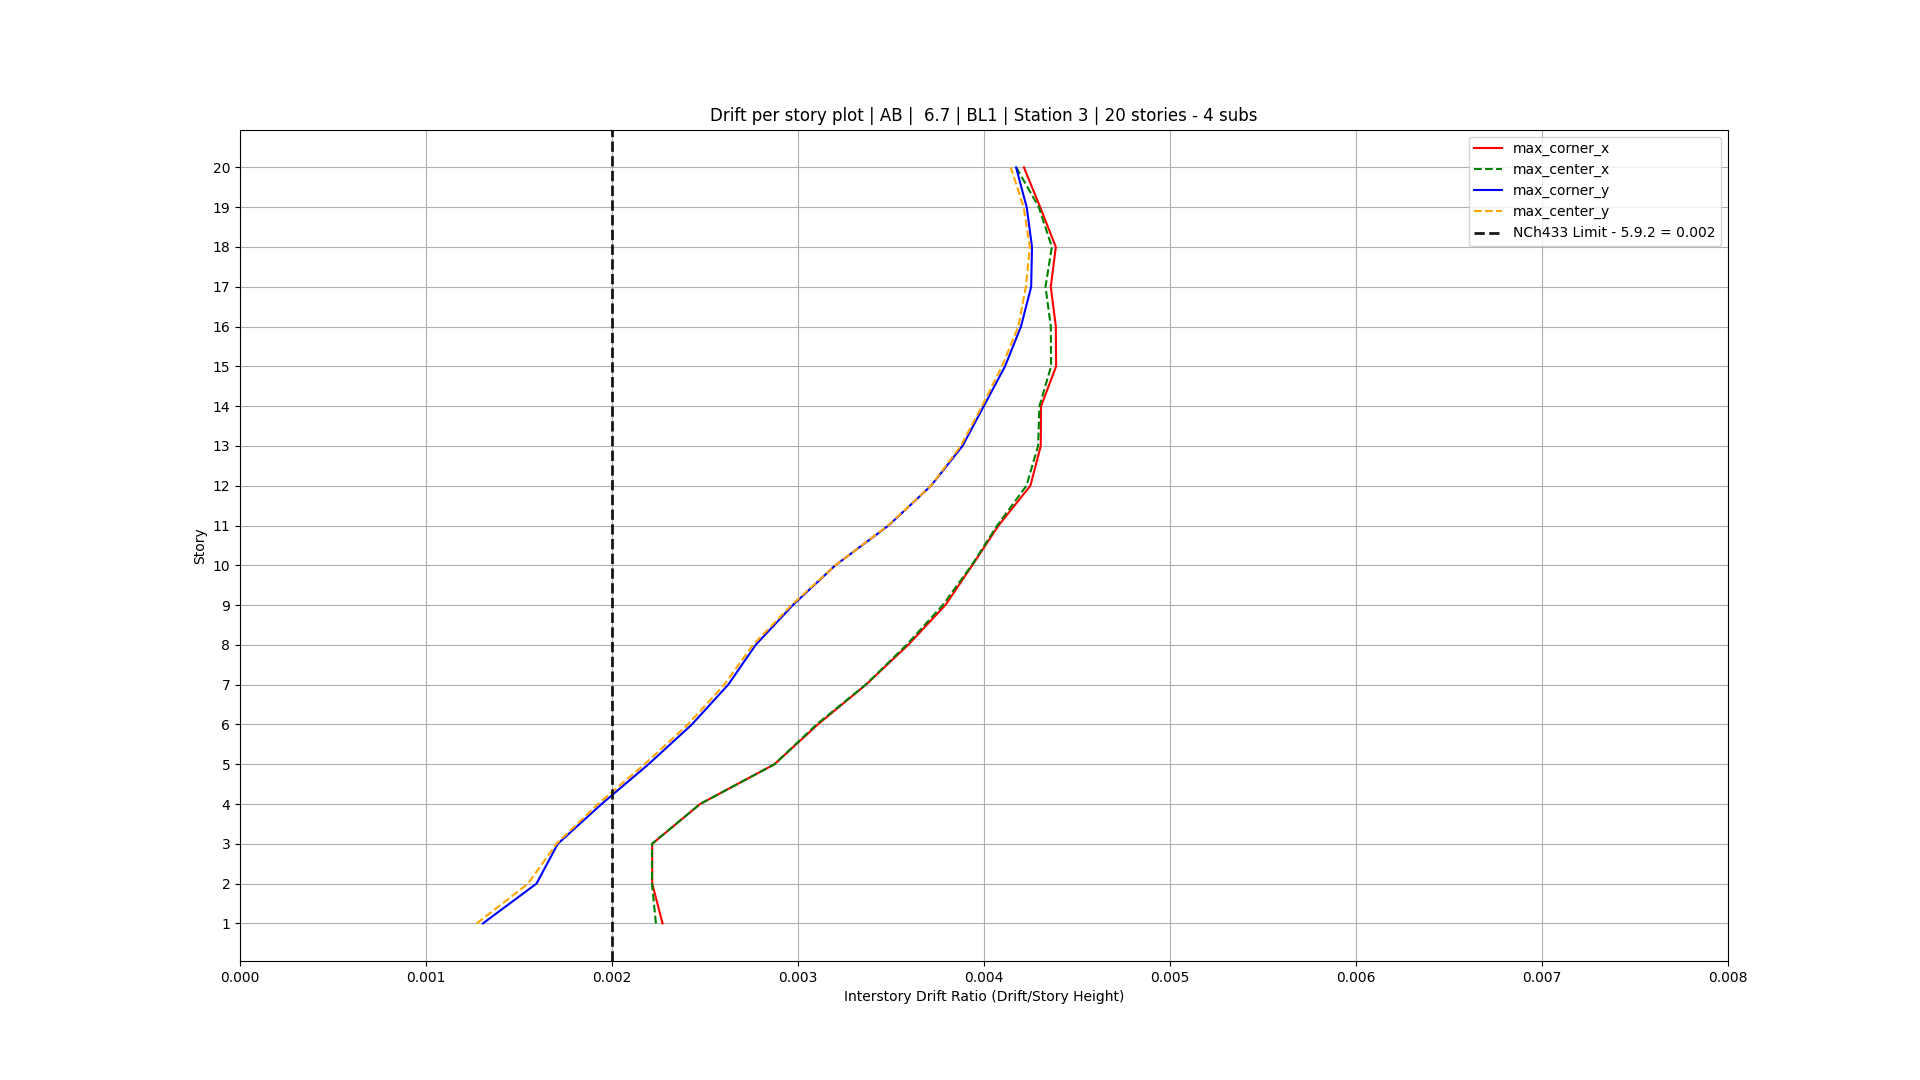 Drift per story plot | AB |  6.7 | BL1 | Station 3 | 20 stories - 4 subs
max_corner_x
max_center_x
max_corner_y
max_center_y
NCh433 Limit - 5.9.2 = 0.002
20
19
18
17
16
15
14
13
12
11
10
9
8
7
6
5
4
3
2
1
Story
0.000 0.001 0.002 0.003 0.004 0.005 0.006 0.007 0.008
Interstory Drift Ratio (Drift/Story Height)